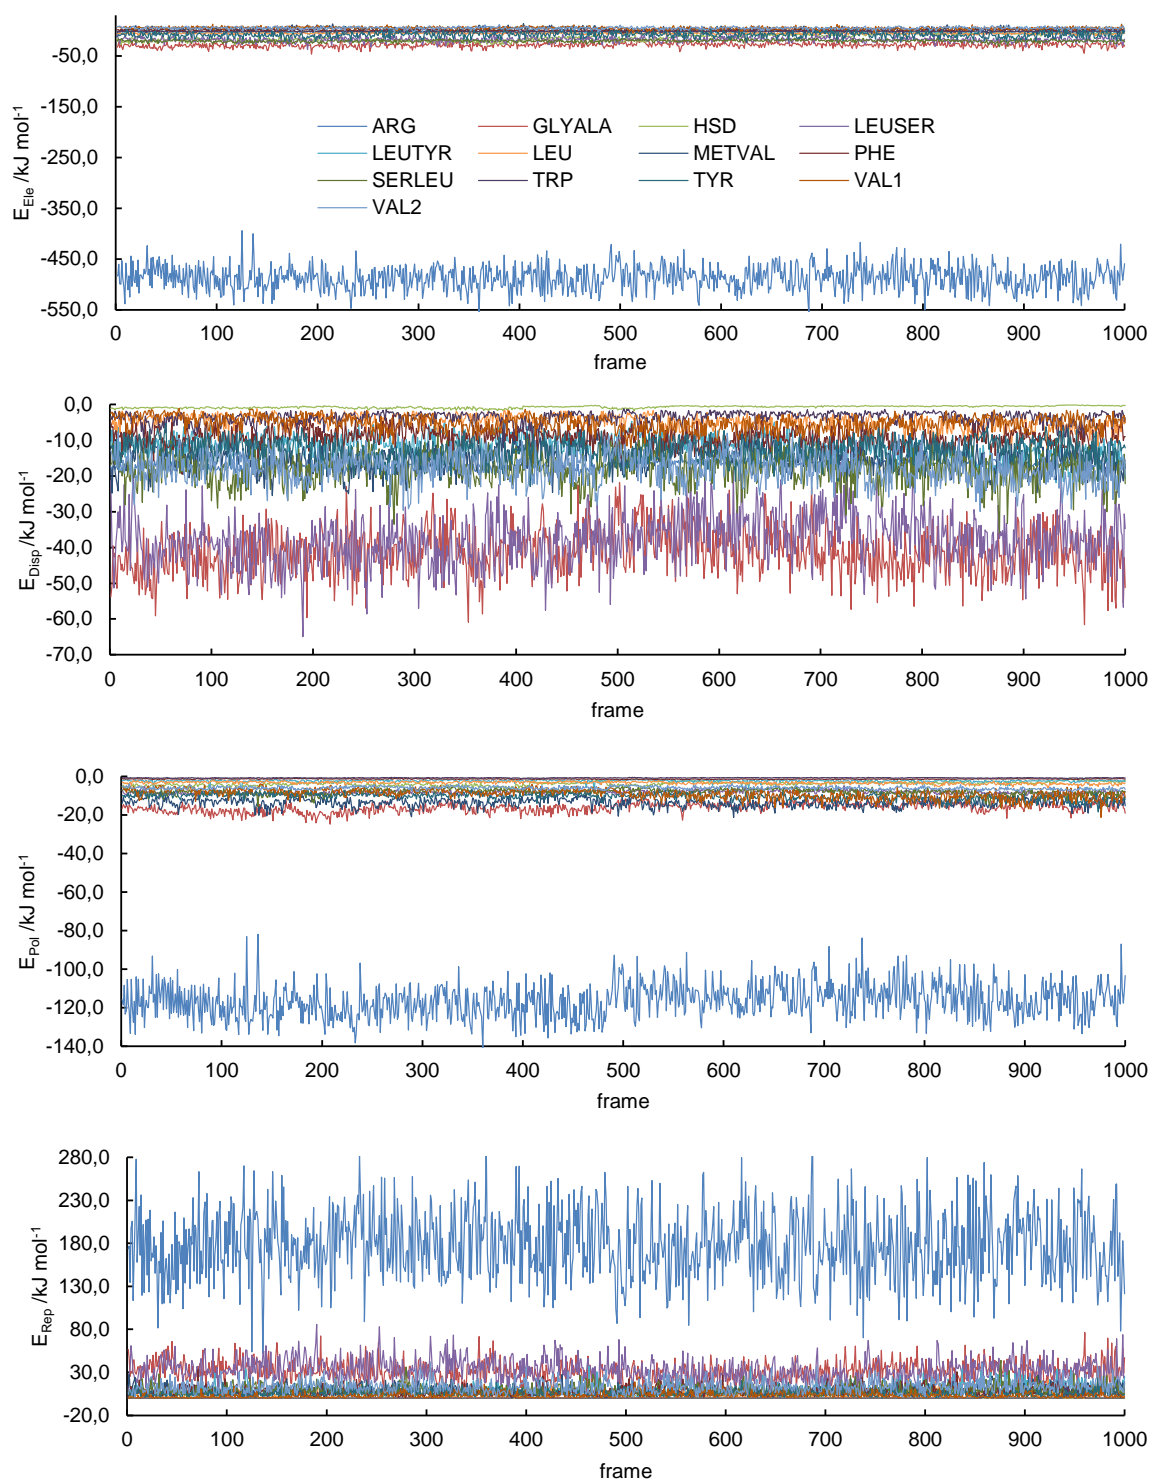 -50,0
-150,0
-250,0
-350,0
-450,0
-550,0
E_Ele /kJ mol⁻¹
ARG GLYALA HSD LEUSER
LEUTYR LEU METVAL PHE
SERLEU TRP TYR VAL1
VAL2
0 100 200 300 400 500 600 700 800 900 1000
frame
0,0
-10,0
-20,0
-30,0
-40,0
-50,0
-60,0
-70,0
E_Disp /kJ mol⁻¹
0 100 200 300 400 500 600 700 800 900 1000
frame
0,0
-20,0
-40,0
-60,0
-80,0
-100,0
-120,0
-140,0
E_Pol /kJ mol⁻¹
0 100 200 300 400 500 600 700 800 900 1000
frame
280,0
230,0
180,0
130,0
80,0
30,0
-20,0
E_Rep /kJ mol⁻¹
0 100 200 300 400 500 600 700 800 900 1000
frame